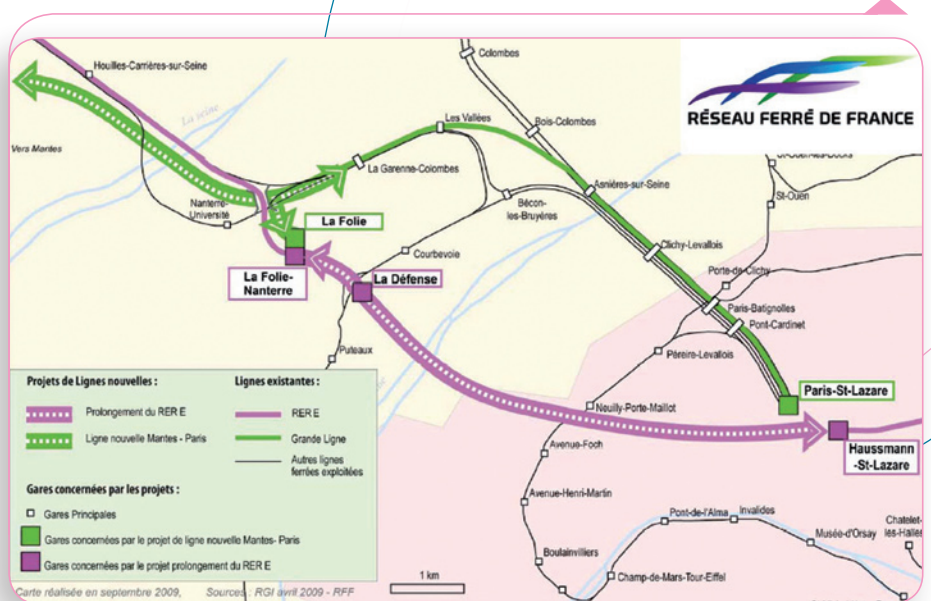 Colombes
Houilles-Carrières-sur-Seine
RÉSEAU FERRÉ DE FRANCE
La seine
Les Vallées
Bois-Colombes
Vers Mantes
La Garenne-Colombes
Asnières-sur-Seine
St-Ouen
Nanterre-
Université
La Folie
Bécon-
les-Bruyères
Courbevoie
Clichy-Levallois
La Folie-
Nanterre
La Défense
Porte-de-Clichy
Paris-Batignolles
Pont-Cardinet
Puteaux
Péreire-Levallois
Projets de Lignes nouvelles :
Lignes existantes :
Prolongement du RER E
RER E
Ligne nouvelle Mantes - Paris
Grande Ligne
Autres lignes
ferrées exploitées
Paris-St-Lazare
Neuilly-Porte-Maillot
Haussmann
-St-Lazare
Avenue-Foch
Gares concernées par les projets :
Gares Principales
Gares concernées par le projet de ligne nouvelle Mantes- Paris
Gares concernées par le projet prolongement du RER E
Avenue-Henri-Martin
Pont-de-l'Alma
Invalides
Musée-d'Orsay
Chatelet-
les-Halles
Boulainvilliers
Champ-de-Mars-Tour-Eiffel
1 km
Carte réalisée en septembre 2009, Sources : RGI avril 2009 - RFF